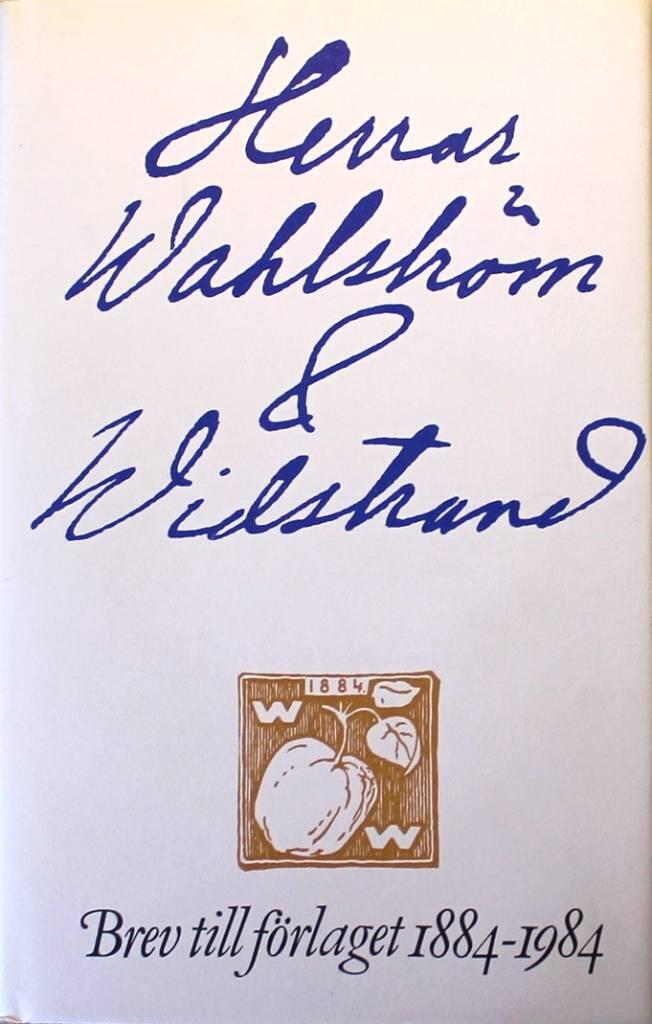 Herrar
Wahlström
&
Widstrand
1884.
W
W
Brev till förlaget 1884-1984